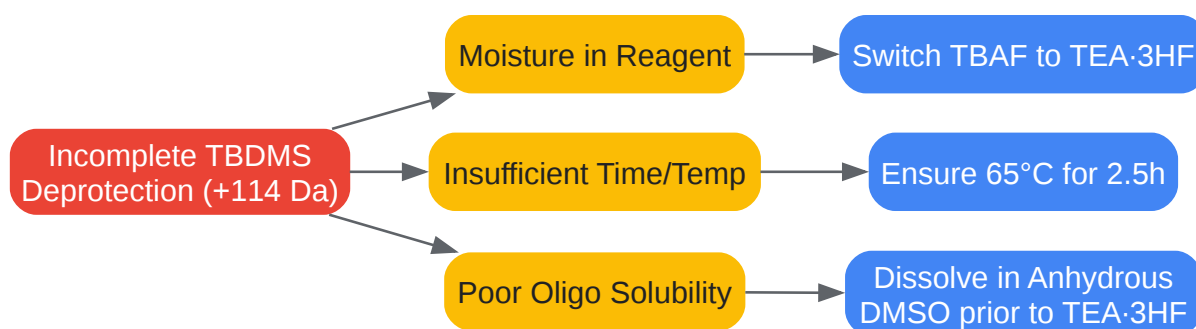 Incomplete TBDMS
Deprotection (+114 Da)
Moisture in Reagent
Switch TBAF to TEA·3HF
Insufficient Time/Temp
Ensure 65°C for 2.5h
Poor Oligo Solubility
Dissolve in Anhydrous
DMSO prior to TEA·3HF